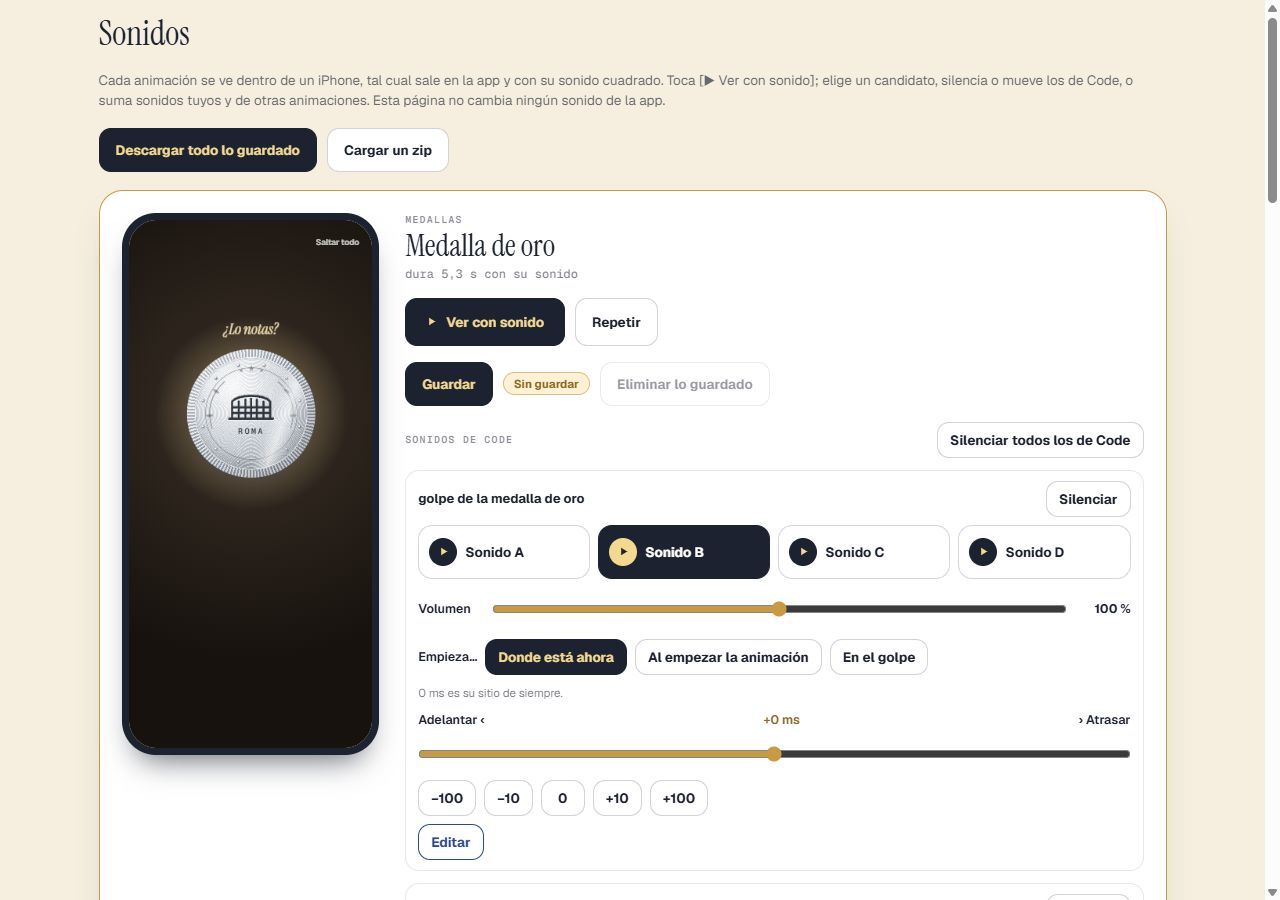 Sonidos
Cada animación se ve dentro de un iPhone, tal cual sale en la app y con su sonido cuadrado. Toca [▶ Ver con sonido]; elige un candidato, silencia o mueve los de Code, o
suma sonidos tuyos y de otras animaciones. Esta página no cambia ningún sonido de la app.
Descargar todo lo guardado
Cargar un zip
Saltar todo
¿Lo notas?
ROMA
MEDALLAS
Medalla de oro
dura 5,3 s con su sonido
Ver con sonido
Repetir
Guardar
Sin guardar
Eliminar lo guardado
SONIDOS DE CODE
Silenciar todos los de Code
golpe de la medalla de oro
Silenciar
Sonido A
Sonido B
Sonido C
Sonido D
Volumen
100 %
Empieza…
Donde está ahora
Al empezar la animación
En el golpe
0 ms es su sitio de siempre.
Adelantar ‹
+0 ms
› Atrasar
−100
−10
0
+10
+100
Editar